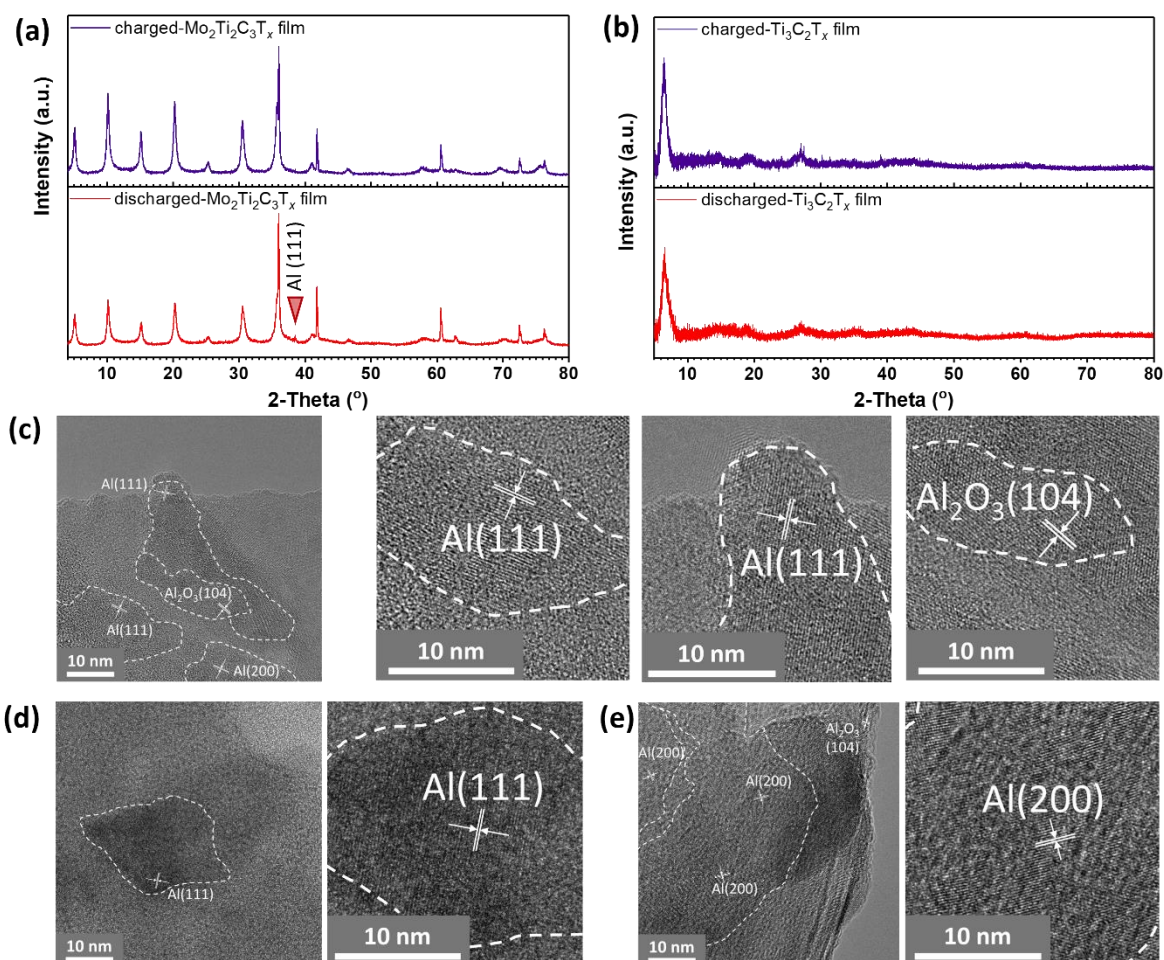 (a)
charged-Mo₂Ti₂C₃Tₓ film
discharged-Mo₂Ti₂C₃Tₓ film
Al (111)
Intensity (a.u.)
10 20 30 40 50 60 70 80
2-Theta (°)
(b)
charged-Ti₃C₂Tₓ film
discharged-Ti₃C₂Tₓ film
Intensity (a.u.)
10 20 30 40 50 60 70 80
2-Theta (°)
(c)
Al(111)
Al₂O₃(104)
Al(111)
Al(200)
10 nm
Al(111)
10 nm
Al(111)
10 nm
Al₂O₃(104)
10 nm
(d)
Al(111)
10 nm
Al(111)
10 nm
(e)
Al₂O₃
(104)
Al(200)
Al(200)
Al(200)
10 nm
Al(200)
10 nm